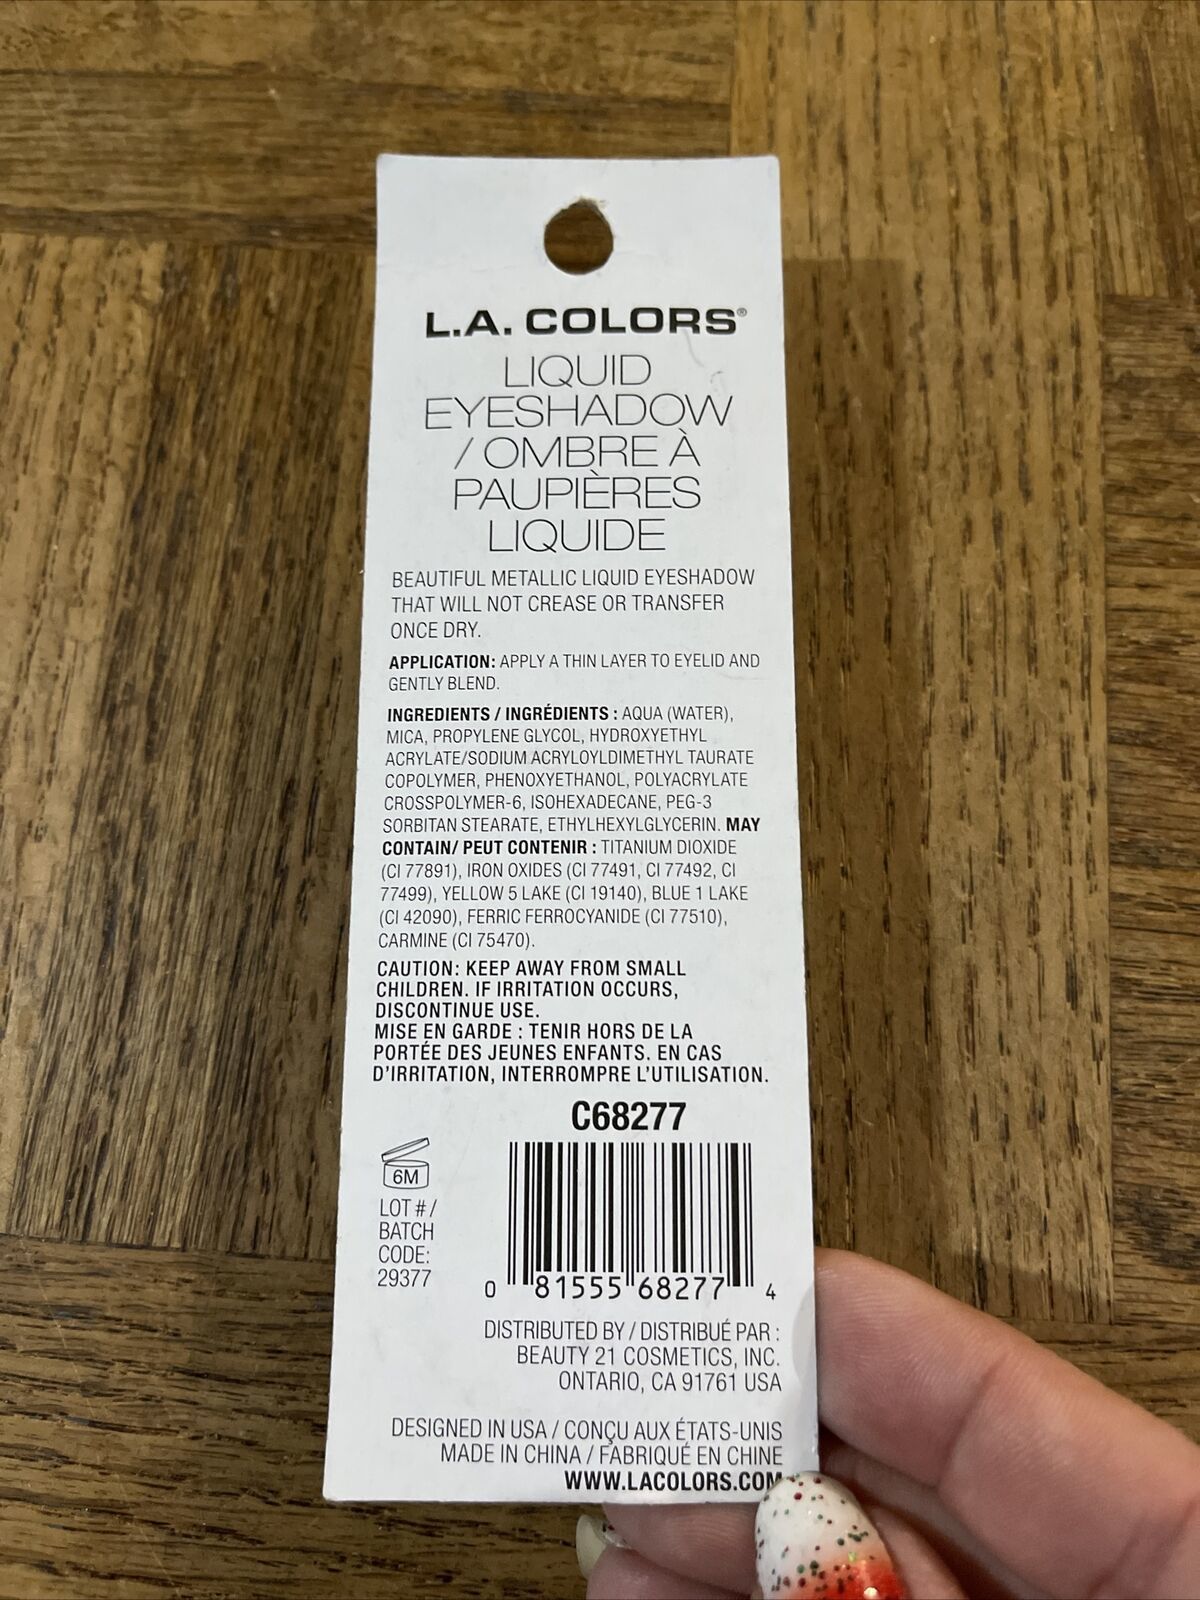 L.A. COLORS®
LIQUID
EYESHADOW
/ OMBRE À
PAUPIÈRES
LIQUIDE
BEAUTIFUL METALLIC LIQUID EYESHADOW
THAT WILL NOT CREASE OR TRANSFER
ONCE DRY.
APPLICATION: APPLY A THIN LAYER TO EYELID AND
GENTLY BLEND.
INGREDIENTS / INGRÉDIENTS : AQUA (WATER),
MICA, PROPYLENE GLYCOL, HYDROXYETHYL
ACRYLATE/SODIUM ACRYLOYLDIMETHYL TAURATE
COPOLYMER, PHENOXYETHANOL, POLYACRYLATE
CROSSPOLYMER-6, ISOHEXADECANE, PEG-3
SORBITAN STEARATE, ETHYLHEXYLGLYCERIN. MAY
CONTAIN/ PEUT CONTENIR : TITANIUM DIOXIDE
(CI 77891), IRON OXIDES (CI 77491, CI 77492, CI
77499), YELLOW 5 LAKE (CI 19140), BLUE 1 LAKE
(CI 42090), FERRIC FERROCYANIDE (CI 77510),
CARMINE (CI 75470).
CAUTION: KEEP AWAY FROM SMALL
CHILDREN. IF IRRITATION OCCURS,
DISCONTINUE USE.
MISE EN GARDE : TENIR HORS DE LA
PORTÉE DES JEUNES ENFANTS. EN CAS
D'IRRITATION, INTERROMPRE L'UTILISATION.
C68277
6M
LOT # /
BATCH
CODE:
29377
0 81555 68277 4
DISTRIBUTED BY / DISTRIBUÉ PAR :
BEAUTY 21 COSMETICS, INC.
ONTARIO, CA 91761 USA
DESIGNED IN USA / CONÇU AUX ÉTATS-UNIS
MADE IN CHINA / FABRIQUÉ EN CHINE
WWW.LACOLORS.COM